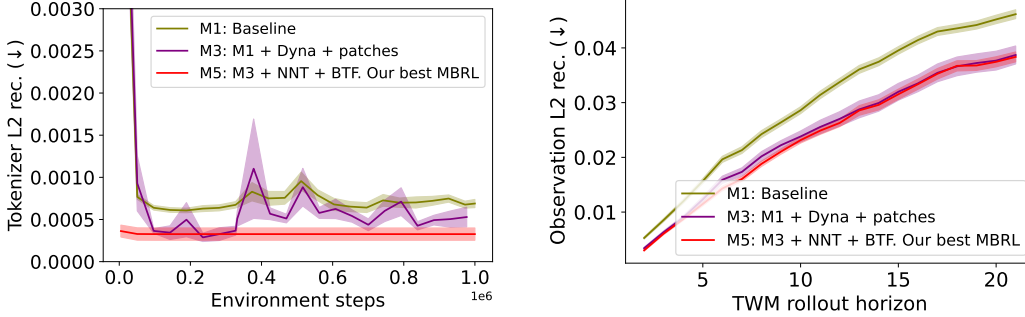 0.0030
0.0025
0.0020
0.0015
0.0010
0.0005
0.0000
Tokenizer L2 rec. (↓)
M1: Baseline
M3: M1 + Dyna + patches
M5: M3 + NNT + BTF. Our best MBRL
0.0
0.2
0.4
0.6
0.8
1.0
1e6
Environment steps
0.04
0.03
0.02
0.01
Observation L2 rec. (↓)
M1: Baseline
M3: M1 + Dyna + patches
M5: M3 + NNT + BTF. Our best MBRL
5
10
15
20
TWM rollout horizon